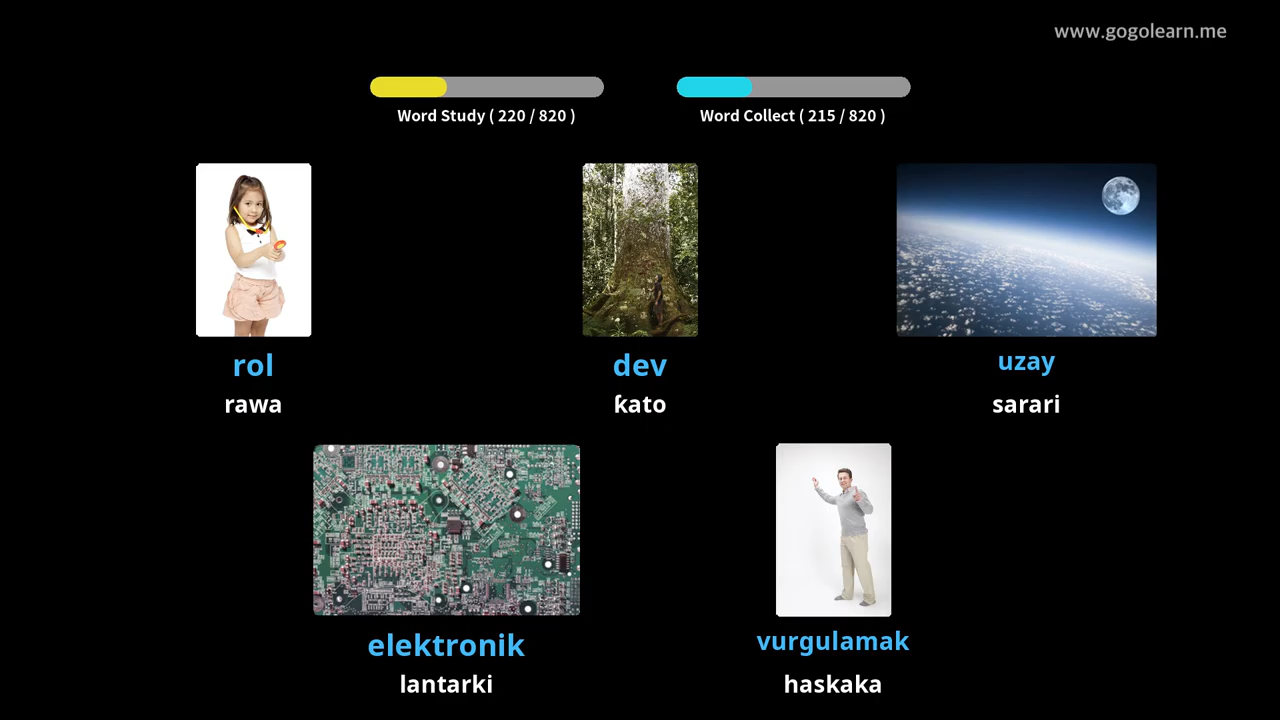 www.gogolearn.me
Word Study ( 220 / 820 )
Word Collect ( 215 / 820 )
rol
rawa
dev
ƙato
uzay
sarari
elektronik
lantarki
vurgulamak
haskaka